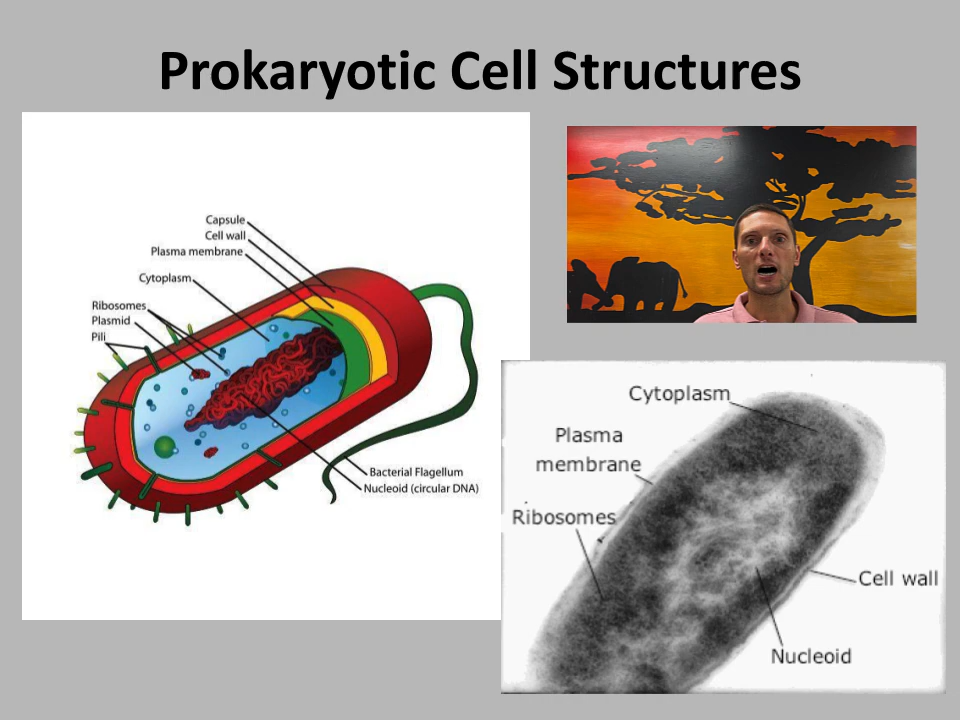 Prokaryotic Cell Structures
Capsule
Cell wall
Plasma membrane
Cytoplasm
Ribosomes
Plasmid
Pili
Bacterial Flagellum
Nucleoid (circular DNA)
Cytoplasm
Plasma
membrane
Ribosomes
Cell wall
Nucleoid